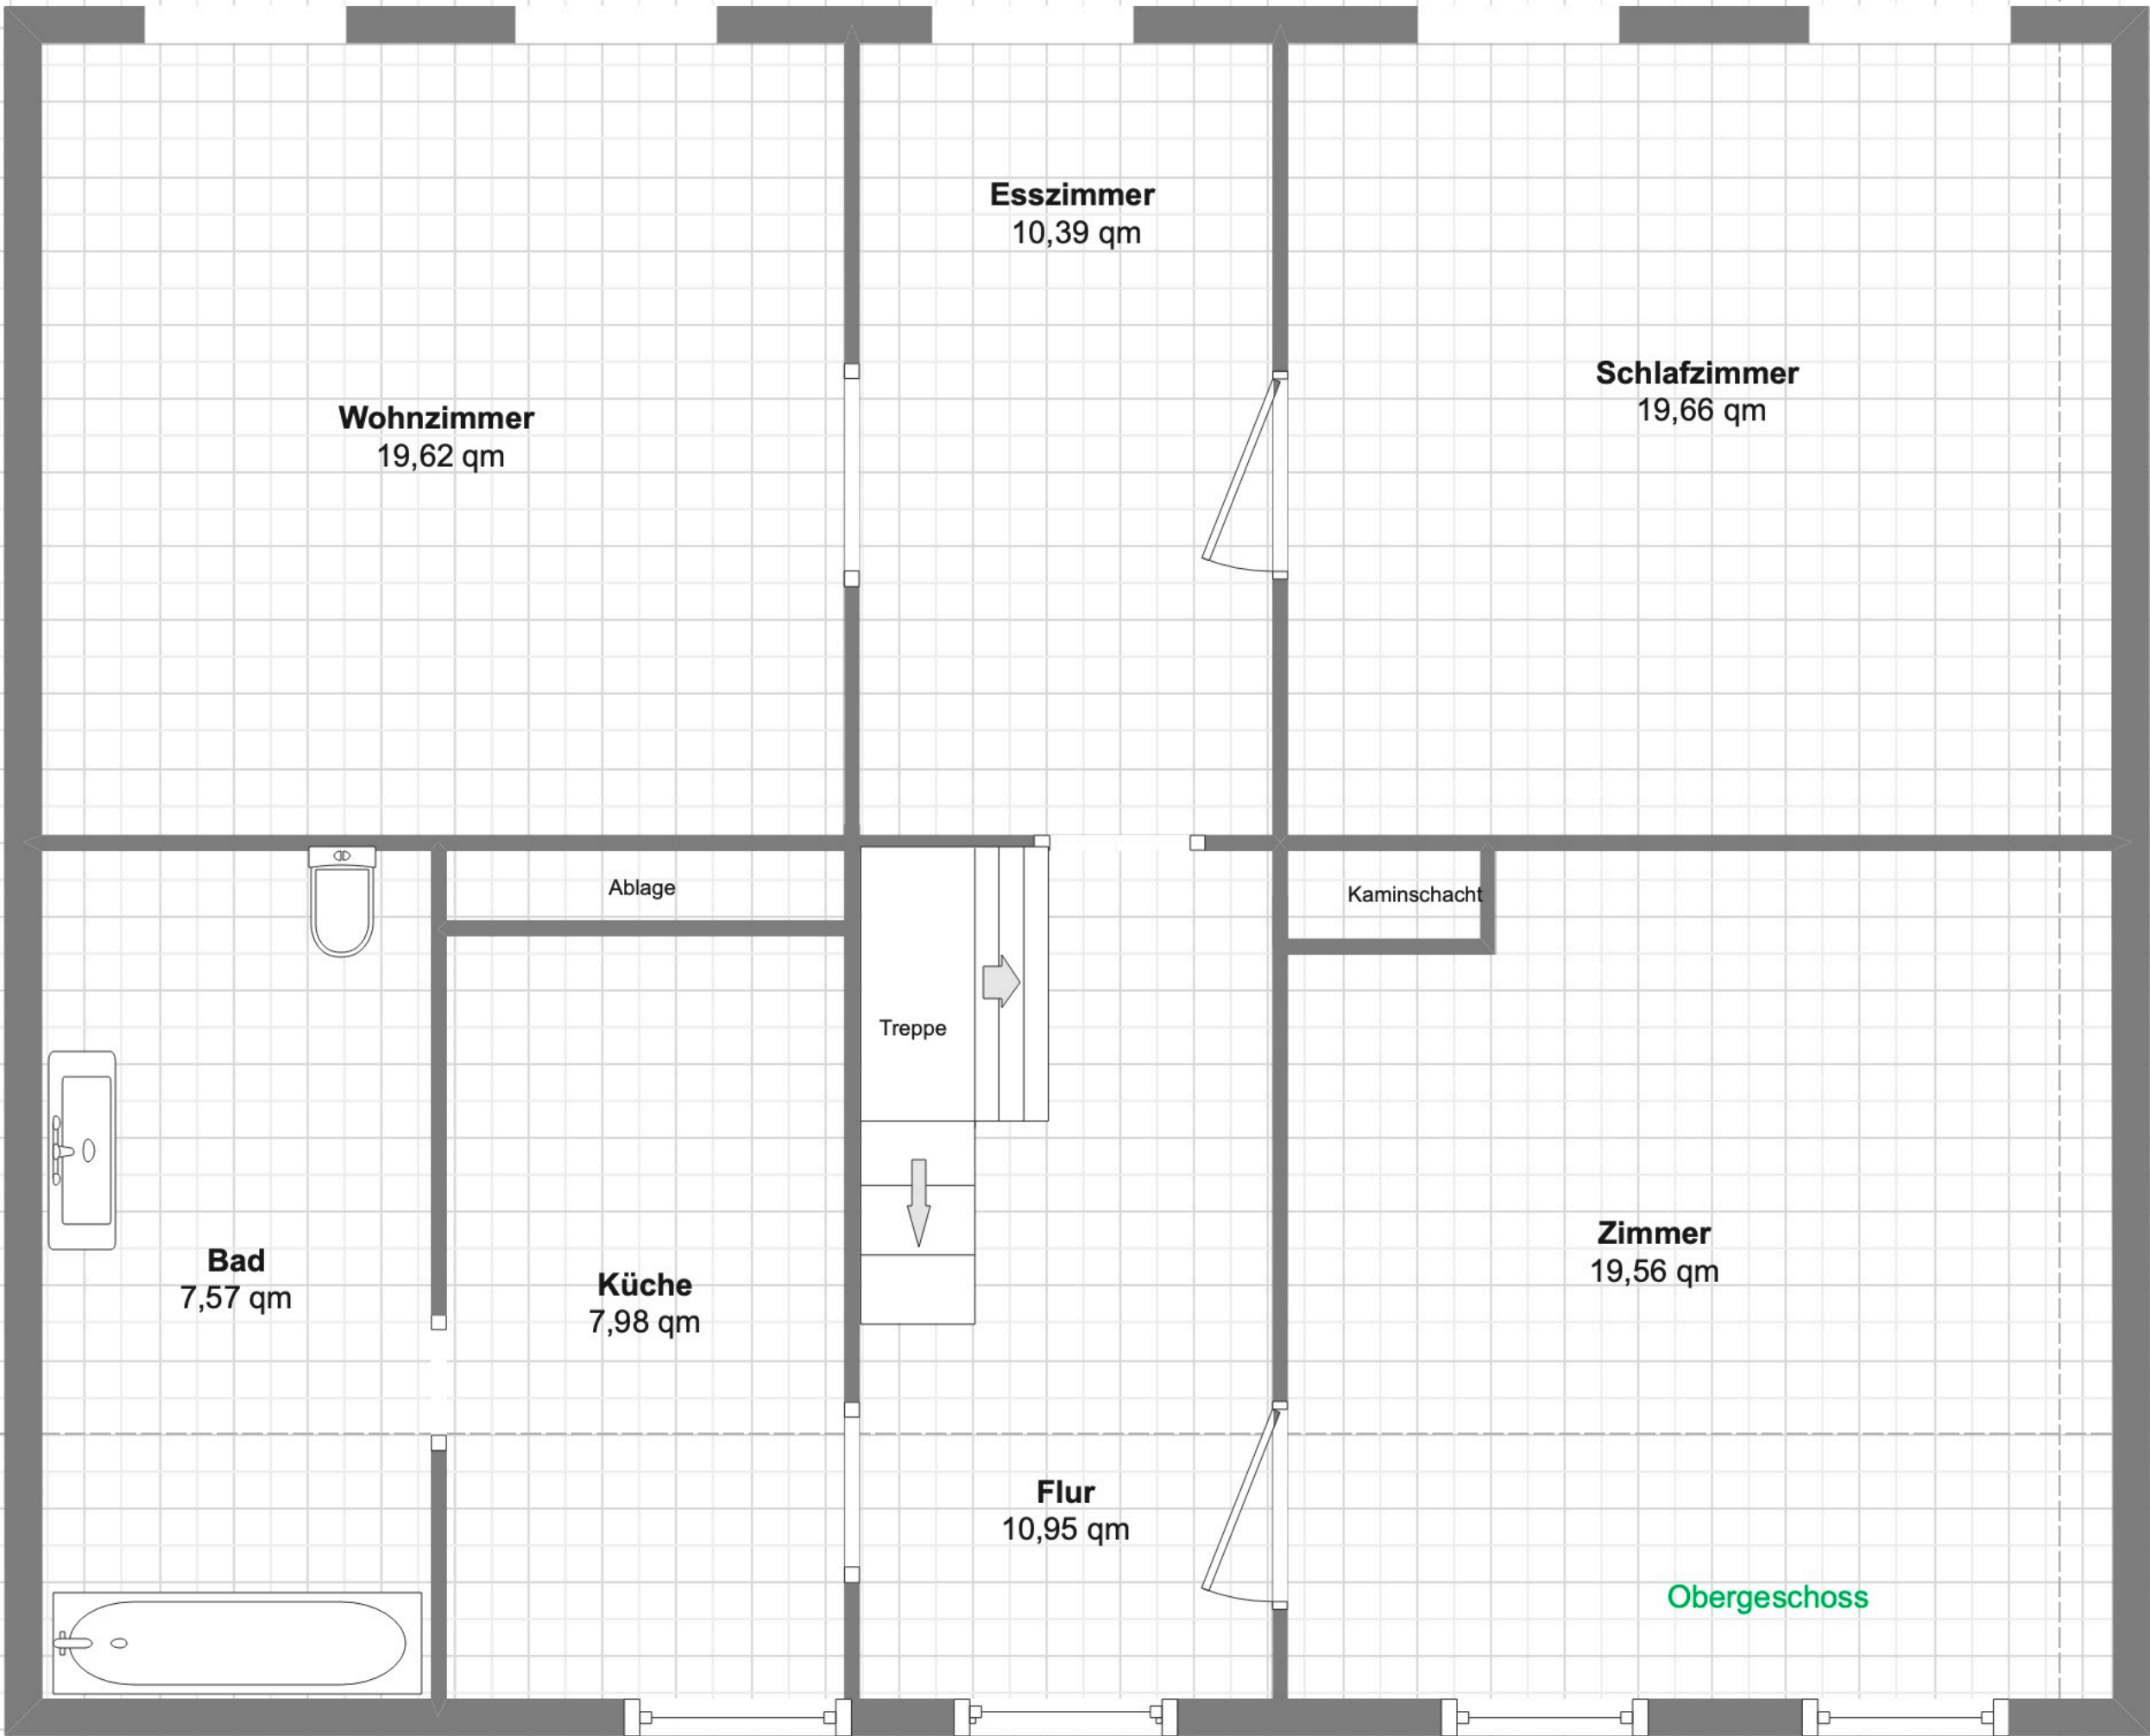 Esszimmer
10,39 qm
Schlafzimmer
19,66 qm
Wohnzimmer
19,62 qm
Ablage
Kaminschacht
Treppe
Zimmer
19,56 qm
Bad
7,57 qm
Küche
7,98 qm
Flur
10,95 qm
Obergeschoss